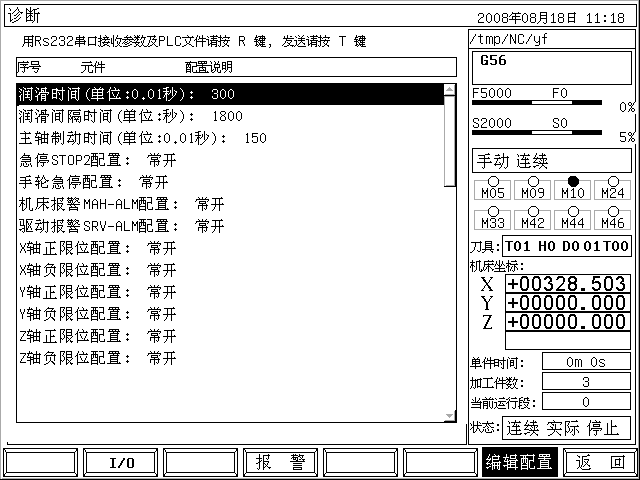 诊断
2008年08月18日 11:18
用Rs232串口接收参数及PLC文件请按 R 键, 发送请按 T 键
序号 元件 配置说明
润滑时间(单位:0.01秒): 300
润滑间隔时间(单位:秒): 1800
主轴制动时间(单位:0.01秒): 150
急停STOP2配置: 常开
手轮急停配置: 常开
机床报警MAH-ALM配置: 常开
驱动报警SRV-ALM配置: 常开
X轴正限位配置: 常开
X轴负限位配置: 常开
Y轴正限位配置: 常开
Y轴负限位配置: 常开
Z轴正限位配置: 常开
Z轴负限位配置: 常开
/tmp/NC/yf
G56
F5000 F0
0%
S2000 S0
5%
手动 连续
M05 M09 M10 M24
M33 M42 M44 M46
刀具: T01 H0 D0 01T00
机床坐标:
X +00328.503
Y +00000.000
Z +00000.000
单件时间: 0m 0s
加工件数: 3
当前运行段: 0
状态: 连续 实际 停止
I/O 报 警 编辑配置 返 回